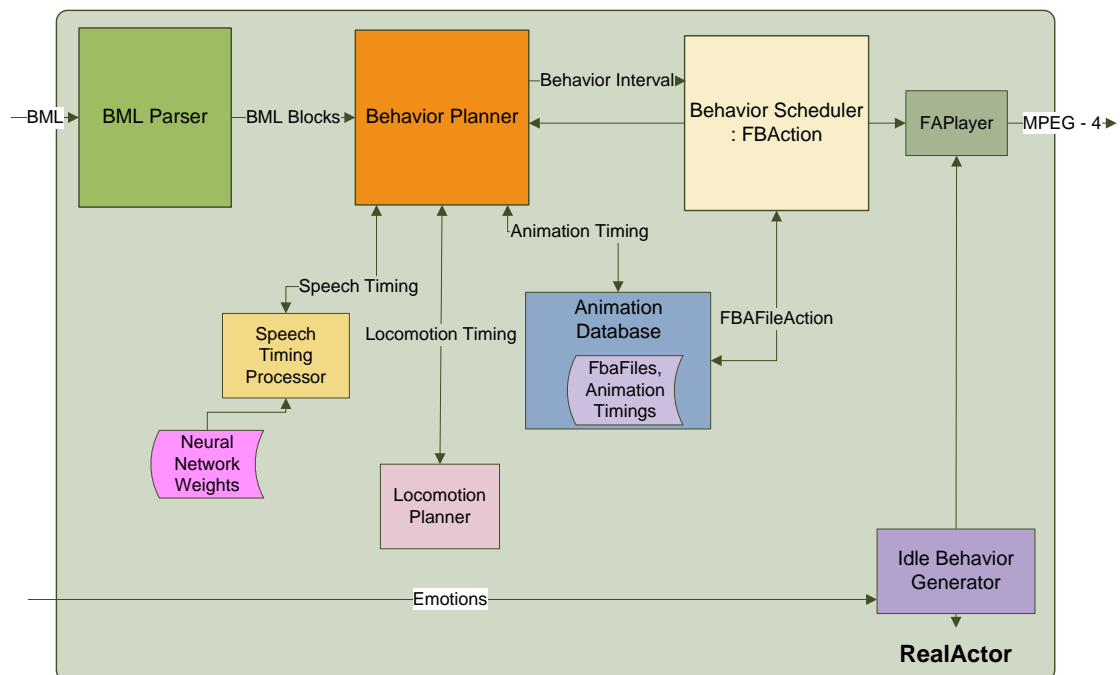 BML
BML Parser
BML Blocks
Behavior Planner
Behavior Interval
Behavior Scheduler
: FBAction
FAPlayer
MPEG - 4
Animation Timing
Speech Timing
Locomotion Timing
FBAFileAction
Animation
Database
FbaFiles,
Animation
Timings
Speech
Timing
Processor
Neural
Network
Weights
Locomotion
Planner
Idle Behavior
Generator
Emotions
RealActor